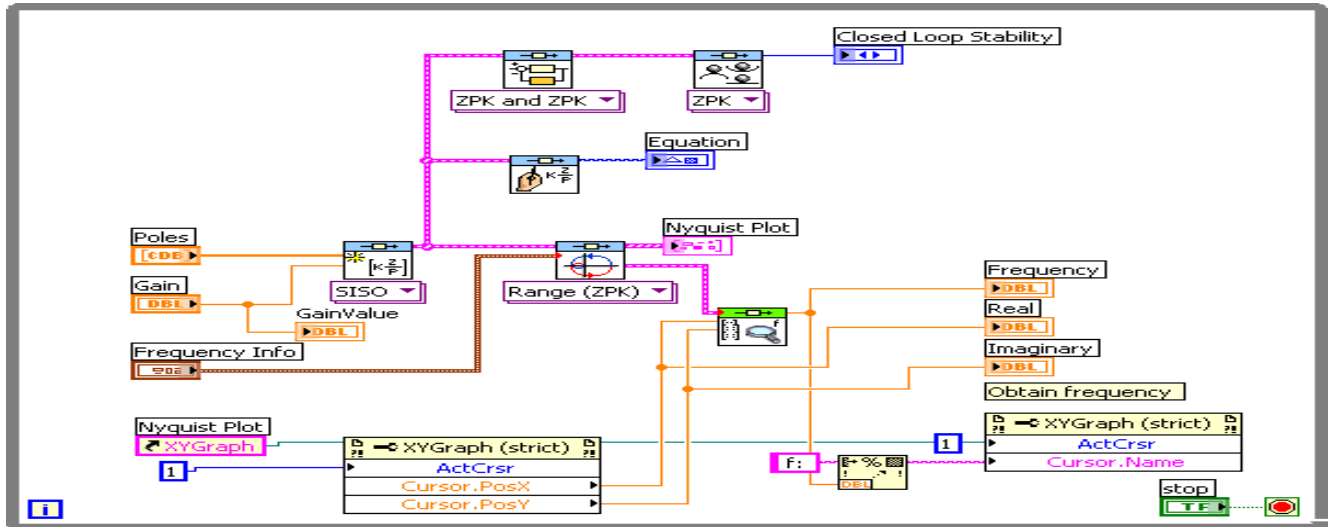 Closed Loop Stability
ZPK and ZPK
ZPK
Equation
K Z/P
Poles
[CDB
Nyquist Plot
[K Z/P]
Gain
DBL
SISO
Range (ZPK)
GainValue
DBL
Frequency
DBL
Real
DBL
Frequency Info
Imaginary
DBL
Obtain frequency
Nyquist Plot
XYGraph
XYGraph (strict)
1
ActCrsr
Cursor.PosX
Cursor.PosY
1
XYGraph (strict)
ActCrsr
Cursor.Name
f:
%
DBL
stop
TF
i